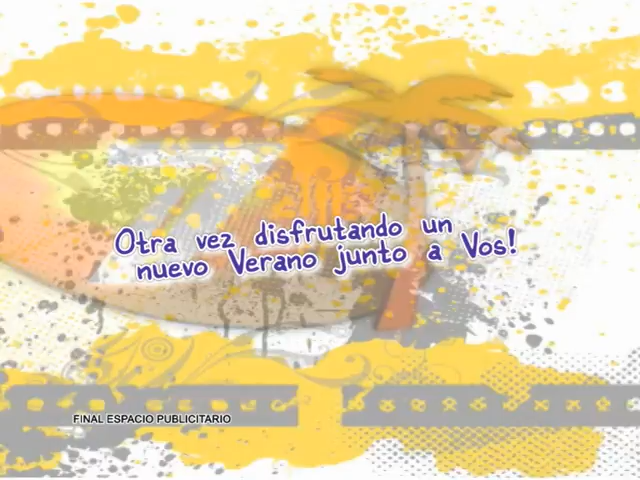 Otra vez disfrutando un
nuevo Verano junto a Vos!
FINAL ESPACIO PUBLICITARIO